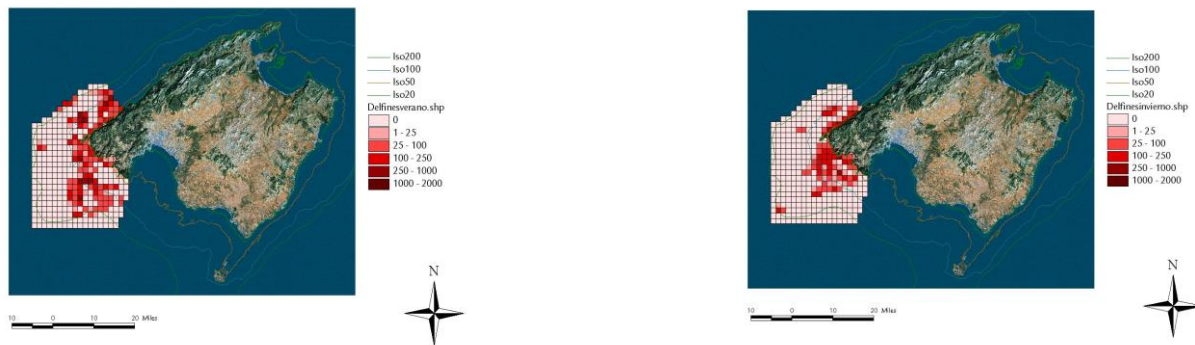 Iso200
Iso100
Iso50
Iso20
Delfinesverano.shp
0
1 - 25
25 - 100
100 - 250
250 - 1000
1000 - 2000
N
10 0 10 20 Miles
Iso200
Iso100
Iso50
Iso20
Delfinesinvierno.shp
0
1 - 25
25 - 100
100 - 250
250 - 1000
1000 - 2000
N
10 0 10 20 Miles